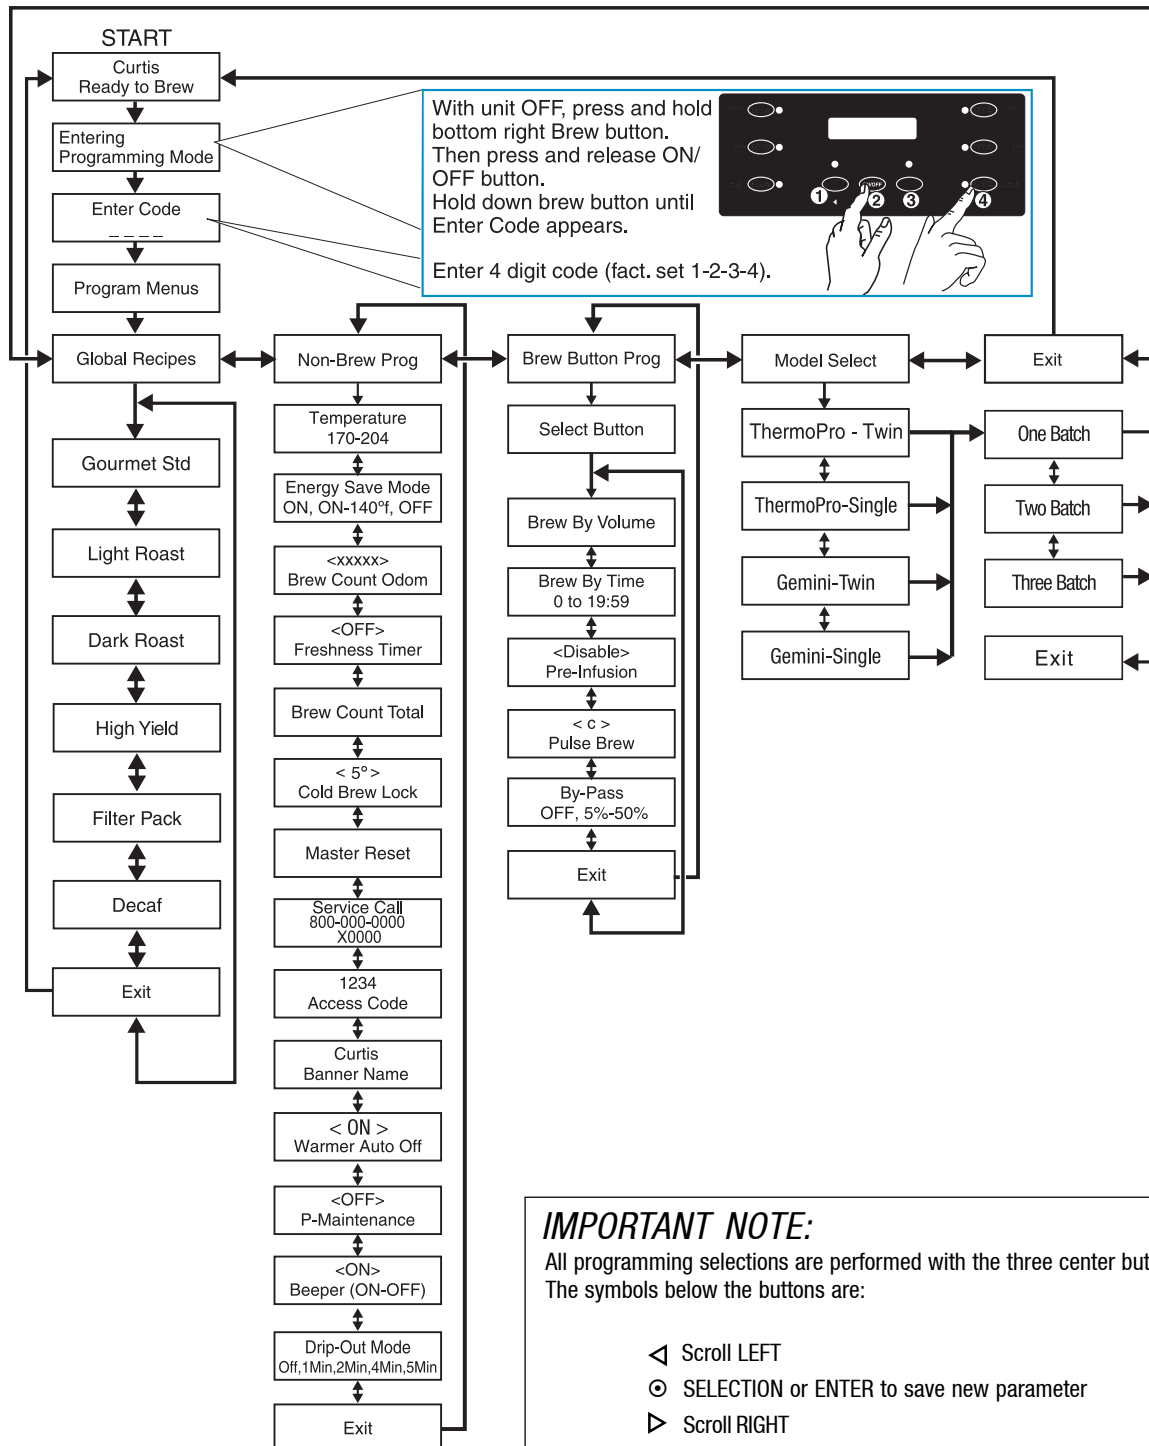 START
Curtis
Ready to Brew
Entering
Programming Mode
Enter Code
_ _ _ _
Program Menus
With unit OFF, press and hold
bottom right Brew button.
Then press and release ON/
OFF button.
Hold down brew button until
Enter Code appears.
Enter 4 digit code (fact. set 1-2-3-4).
ON/OFF
1
2
3
4
Global Recipes
Gourmet Std
Light Roast
Dark Roast
High Yield
Filter Pack
Decaf
Exit
Non-Brew Prog
Temperature
170-204
Energy Save Mode
ON, ON-140ºf, OFF
<xxxxx>
Brew Count Odom
<OFF>
Freshness Timer
Brew Count Total
< 5°>
Cold Brew Lock
Master Reset
Service Call
800-000-0000
X0000
1234
Access Code
Curtis
Banner Name
< ON >
Warmer Auto Off
<OFF>
P-Maintenance
<ON>
Beeper (ON-OFF)
Drip-Out Mode
Off,1Min,2Min,4Min,5Min
Exit
Brew Button Prog
Select Button
Brew By Volume
Brew By Time
0 to 19:59
<Disable>
Pre-Infusion
< c >
Pulse Brew
By-Pass
OFF, 5%-50%
Exit
Model Select
ThermoPro - Twin
ThermoPro-Single
Gemini-Twin
Gemini-Single
Exit
One Batch
Two Batch
Three Batch
Exit
IMPORTANT NOTE:
All programming selections are performed with the three center but
The symbols below the buttons are:
Scroll LEFT
SELECTION or ENTER to save new parameter
Scroll RIGHT